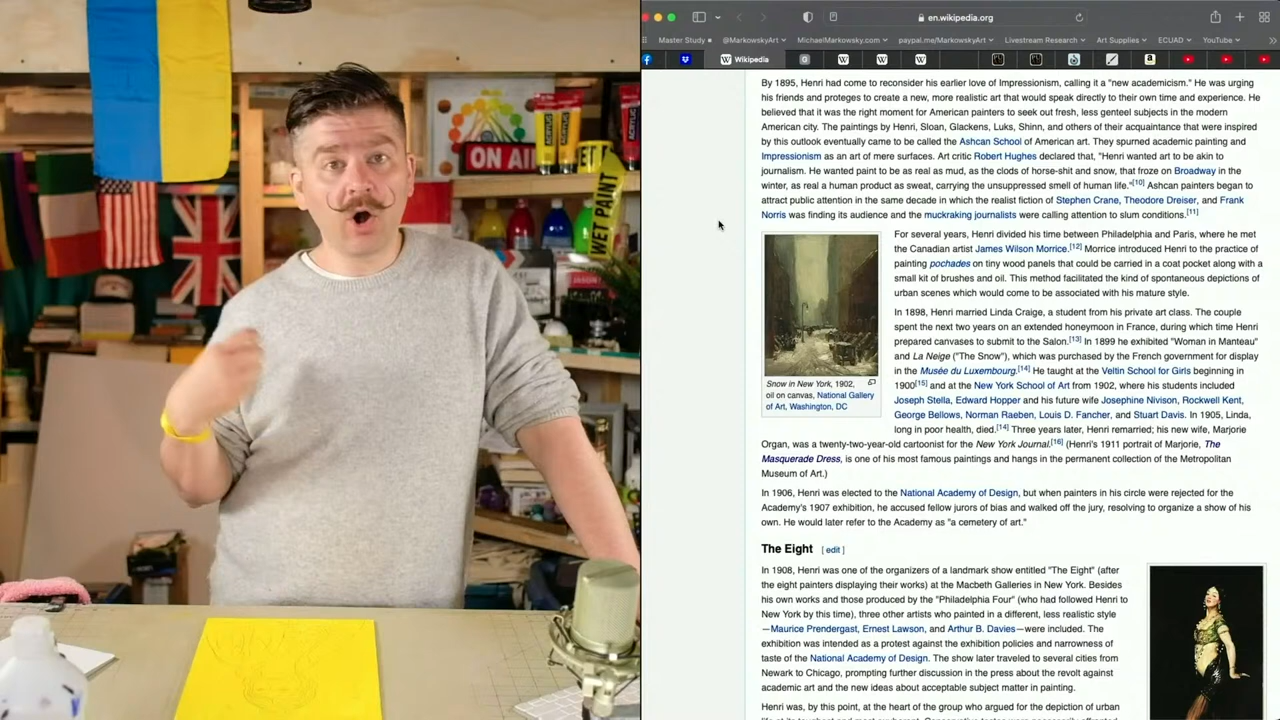 ON AIR
ACRYLIC
ACRYLIC
WET PAINT
en.wikipedia.org
Master Study
@MarkowskyArt
MichaelMarkowsky.com
paypal.me/MarkowskyArt
Livestream Research
Art Supplies
ECUAD
YouTube
Wikipedia
By 1895, Henri had come to reconsider his earlier love of Impressionism, calling it a "new academicism." He was urging
his friends and proteges to create a new, more realistic art that would speak directly to their own time and experience. He
believed that it was the right moment for American painters to seek out fresh, less genteel subjects in the modern
American city. The paintings by Henri, Sloan, Glackens, Luks, Shinn, and others of their acquaintance that were inspired
by this outlook eventually came to be called the Ashcan School of American art. They spurned academic painting and
Impressionism as an art of mere surfaces. Art critic Robert Hughes declared that, "Henri wanted art to be akin to
journalism. He wanted paint to be as real as mud, as the clods of horse-shit and snow, that froze on Broadway in the
winter, as real a human product as sweat, carrying the unsuppressed smell of human life."[10] Ashcan painters began to
attract public attention in the same decade in which the realist fiction of Stephen Crane, Theodore Dreiser, and Frank
Norris was finding its audience and the muckraking journalists were calling attention to slum conditions.[11]
For several years, Henri divided his time between Philadelphia and Paris, where he met
the Canadian artist James Wilson Morrice.[12] Morrice introduced Henri to the practice of
painting pochades on tiny wood panels that could be carried in a coat pocket along with a
small kit of brushes and oil. This method facilitated the kind of spontaneous depictions of
urban scenes which would come to be associated with his mature style.
In 1898, Henri married Linda Craige, a student from his private art class. The couple
spent the next two years on an extended honeymoon in France, during which time Henri
prepared canvases to submit to the Salon.[13] In 1899 he exhibited "Woman in Manteau"
and La Neige ("The Snow"), which was purchased by the French government for display
in the Musée du Luxembourg.[14] He taught at the Veltin School for Girls beginning in
1900[15] and at the New York School of Art from 1902, where his students included
Joseph Stella, Edward Hopper and his future wife Josephine Nivison, Rockwell Kent,
George Bellows, Norman Raeben, Louis D. Fancher, and Stuart Davis. In 1905, Linda,
long in poor health, died.[14] Three years later, Henri remarried; his new wife, Marjorie
Snow in New York, 1902,
oil on canvas, National Gallery
of Art, Washington, DC
Organ, was a twenty-two-year-old cartoonist for the New York Journal.[16] (Henri's 1911 portrait of Marjorie, The
Masquerade Dress, is one of his most famous paintings and hangs in the permanent collection of the Metropolitan
Museum of Art.)
In 1906, Henri was elected to the National Academy of Design, but when painters in his circle were rejected for the
Academy's 1907 exhibition, he accused fellow jurors of bias and walked off the jury, resolving to organize a show of his
own. He would later refer to the Academy as "a cemetery of art."
The Eight [ edit ]
In 1908, Henri was one of the organizers of a landmark show entitled "The Eight" (after
the eight painters displaying their works) at the Macbeth Galleries in New York. Besides
his own works and those produced by the "Philadelphia Four" (who had followed Henri to
New York by this time), three other artists who painted in a different, less realistic style
—Maurice Prendergast, Ernest Lawson, and Arthur B. Davies—were included. The
exhibition was intended as a protest against the exhibition policies and narrowness of
taste of the National Academy of Design. The show later traveled to several cities from
Newark to Chicago, prompting further discussion in the press about the revolt against
academic art and the new ideas about acceptable subject matter in painting.
Henri was, by this point, at the heart of the group who argued for the depiction of urban